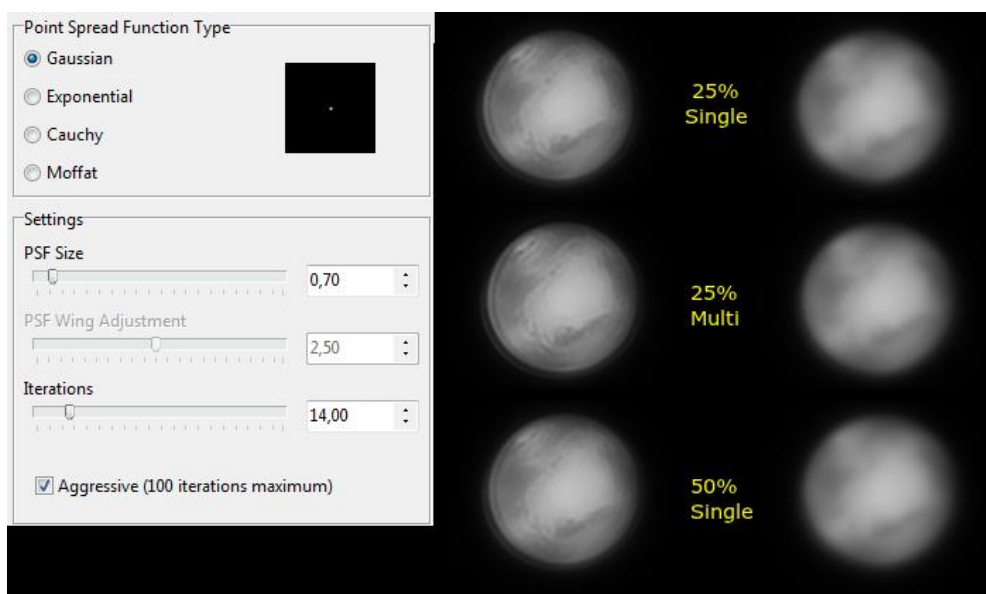 Point Spread Function Type
Gaussian
Exponential
Cauchy
Moffat
Settings
PSF Size
0,70
PSF Wing Adjustment
2,50
Iterations
14,00
Aggressive (100 iterations maximum)
25%
Single
25%
Multi
50%
Single